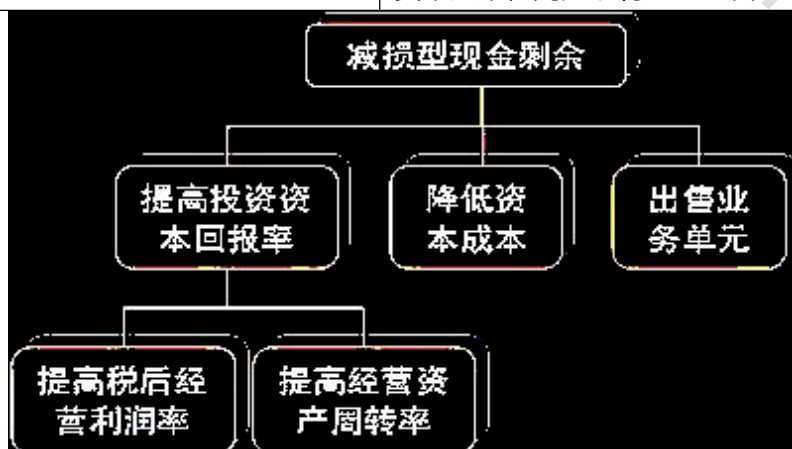 减损型现金剩余
提高投资资
本回报率
降低资
本成本
出售业
务单元
提高税后经
营利润率
提高经营资
产周转率